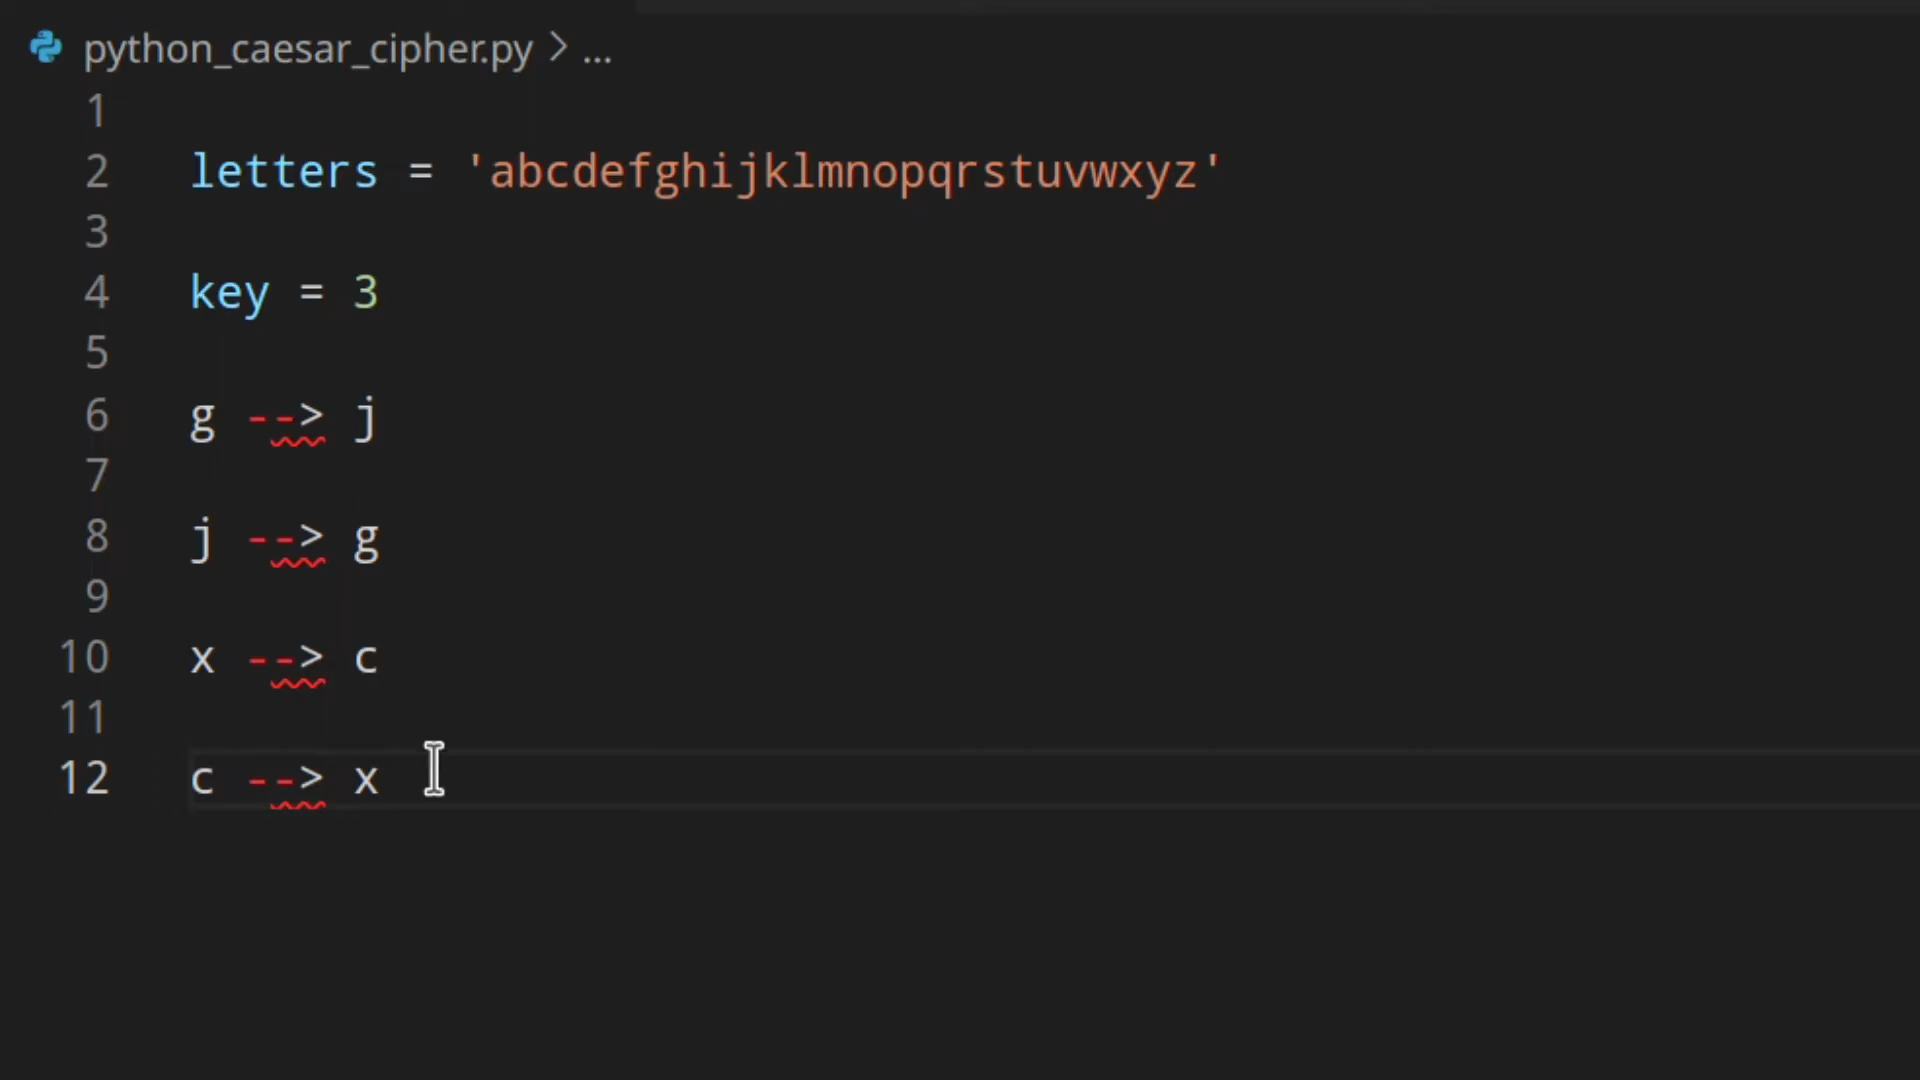 python_caesar_cipher.py > ...
1
2 letters = 'abcdefghijklmnopqrstuvwxyz'
3
4 key = 3
5
6 g --> j
7
8 j --> g
9
10 x --> c
11
12 c --> x